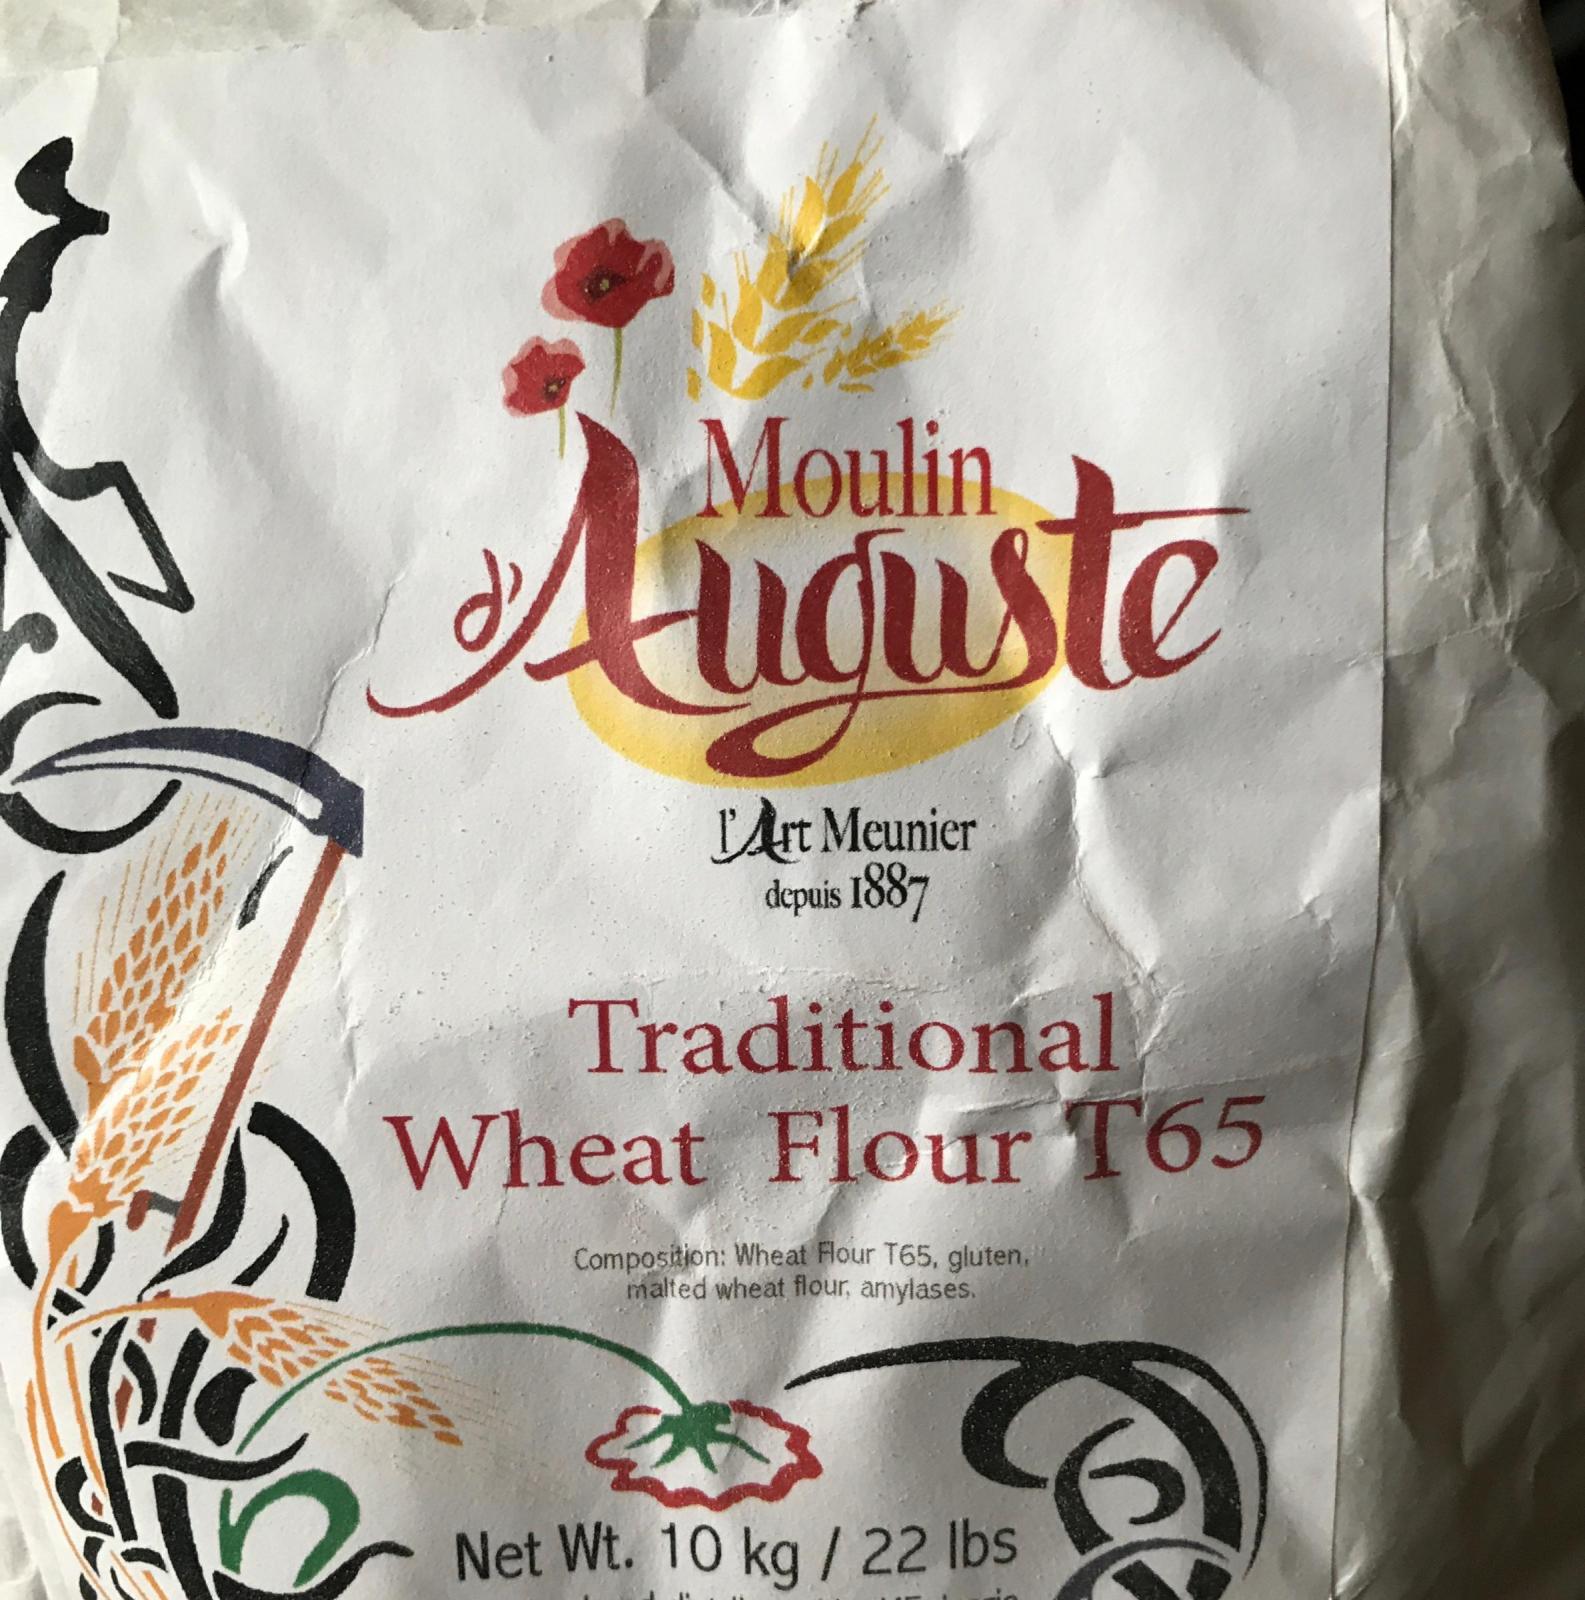 Moulin
d'Auguste
l'Art Meunier
depuis 1887
Traditional
Wheat Flour T65
Composition: Wheat Flour T65, gluten,
malted wheat flour, amylases.
Net Wt. 10 kg / 22 lbs